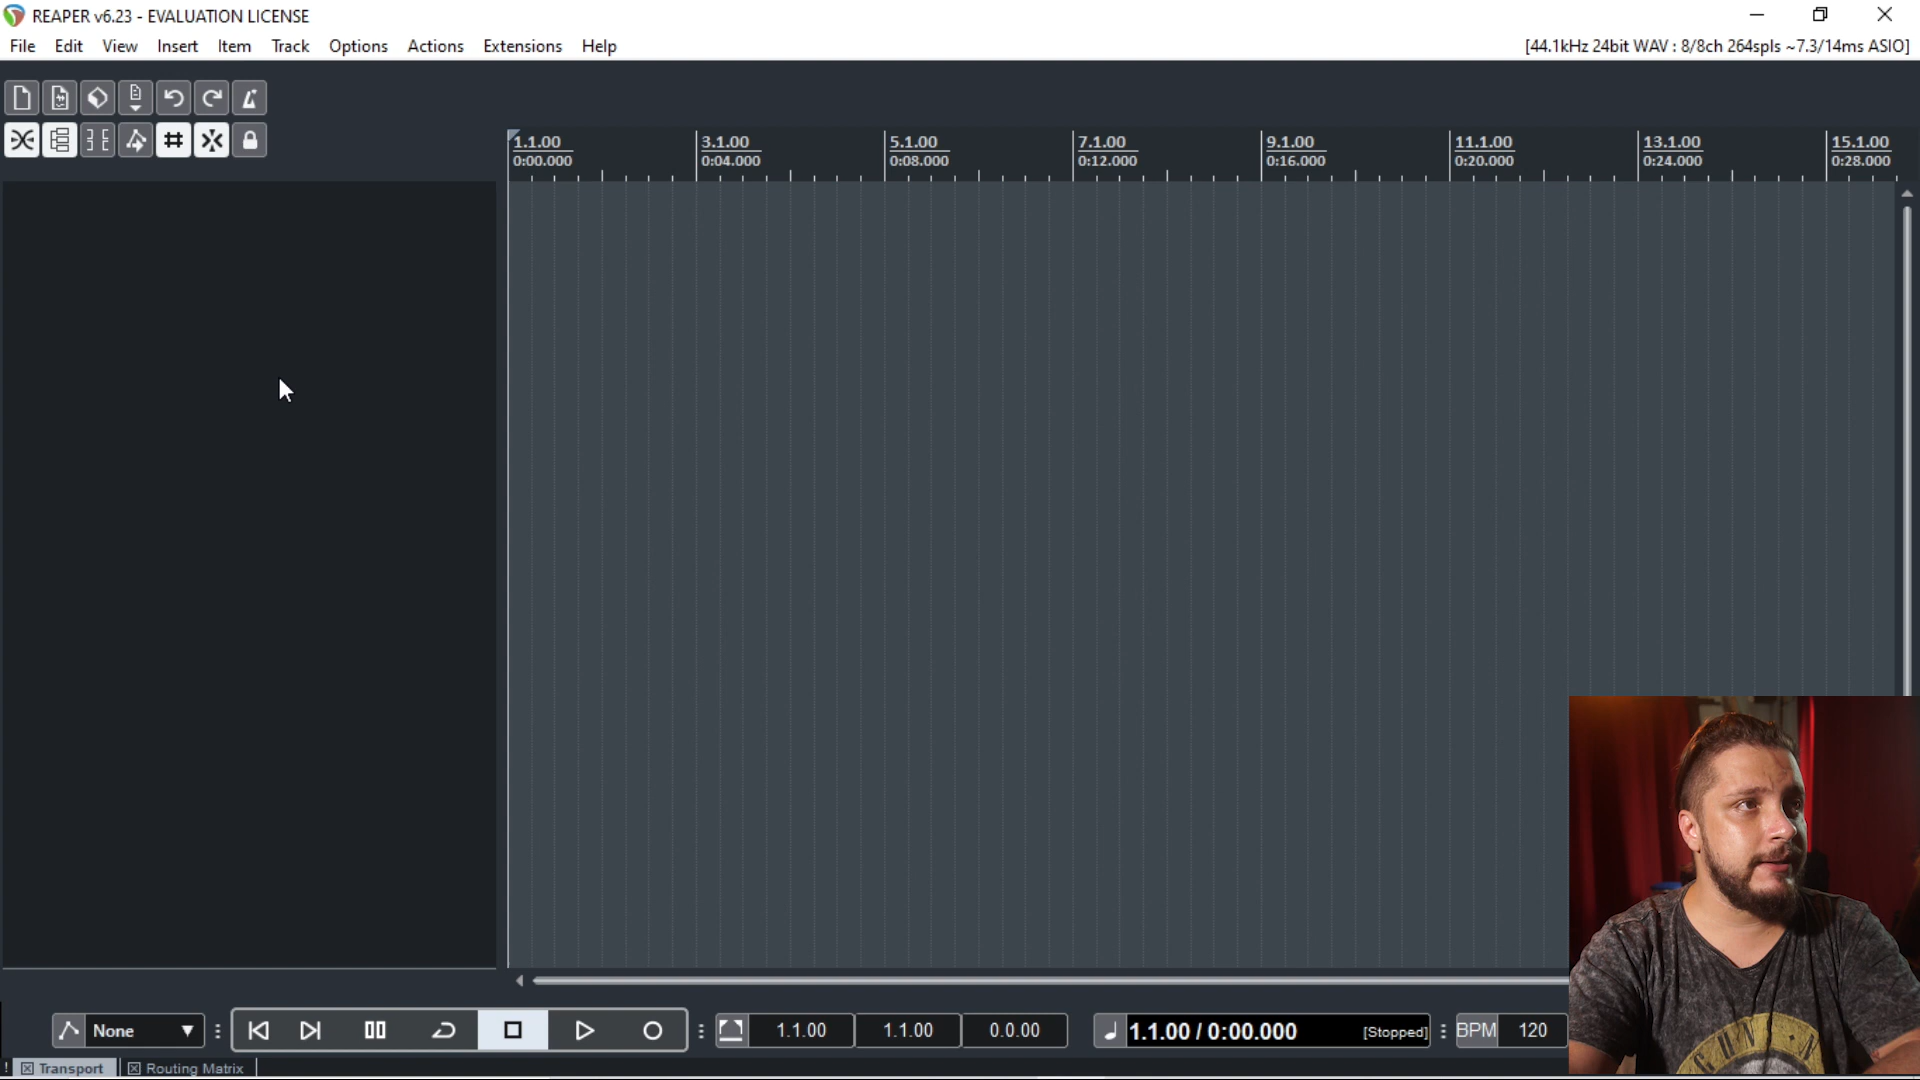 REAPER v6.23 - EVALUATION LICENSE
File Edit View Insert Item Track Options Actions Extensions Help
[44.1kHz 24bit WAV : 8/8ch 264spls ~7.3/14ms ASIO]
1.1.00 3.1.00 5.1.00 7.1.00 9.1.00 11.1.00 13.1.00 15.1.00
0:00.000 0:04.000 0:08.000 0:12.000 0:16.000 0:20.000 0:24.000 0:28.000
None 1.1.00 1.1.00 0.0.00 1.1.00 / 0:00.000 [Stopped] BPM 120
! Transport Routing Matrix